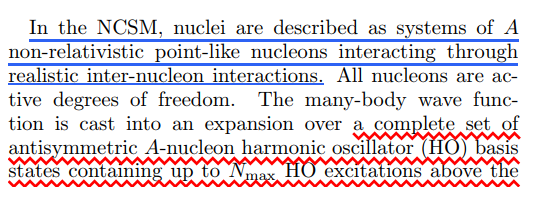 In the NCSM, nuclei are described as systems of A
non-relativistic point-like nucleons interacting through
realistic inter-nucleon interactions. All nucleons are ac-
tive degrees of freedom. The many-body wave func-
tion is cast into an expansion over a complete set of
antisymmetric A-nucleon harmonic oscillator (HO) basis
states containing up to Nmax HO excitations above the